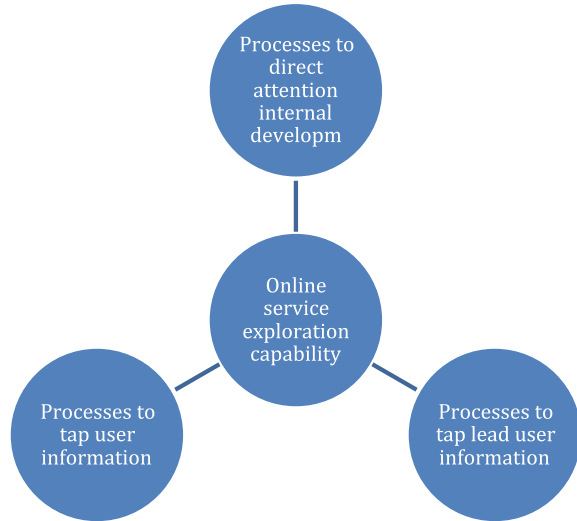 Processes to
direct
attention
internal
developm
Online
service
exploration
capability
Processes to
tap user
information
Processes to
tap lead user
information